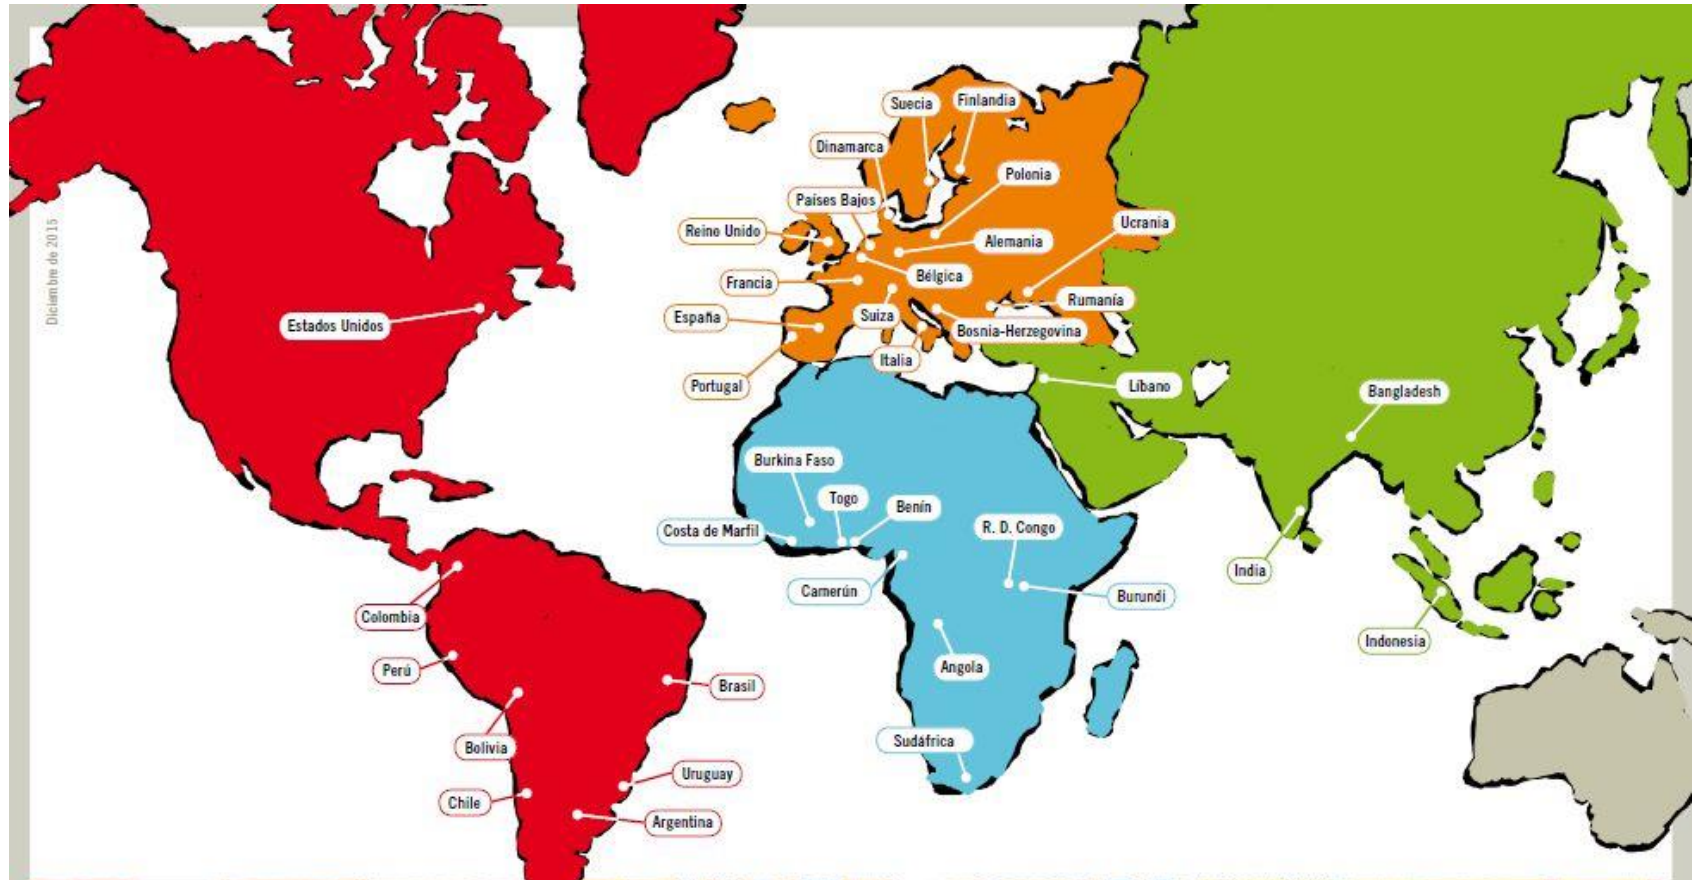 Diciembre de 2015
Estados Unidos
Colombia
Perú
Bolivia
Chile
Brasil
Uruguay
Argentina
Suecia
Finlandia
Dinamarca
Polonia
Países Bajos
Ucrania
Reino Unido
Alemania
Bélgica
Francia
Rumanía
España
Suiza
Bosnia-Herzegovina
Italia
Portugal
Líbano
Bangladesh
India
Indonesia
Burkina Faso
Togo
Benín
Costa de Marfil
R. D. Congo
Camerún
Burundi
Angola
Sudáfrica